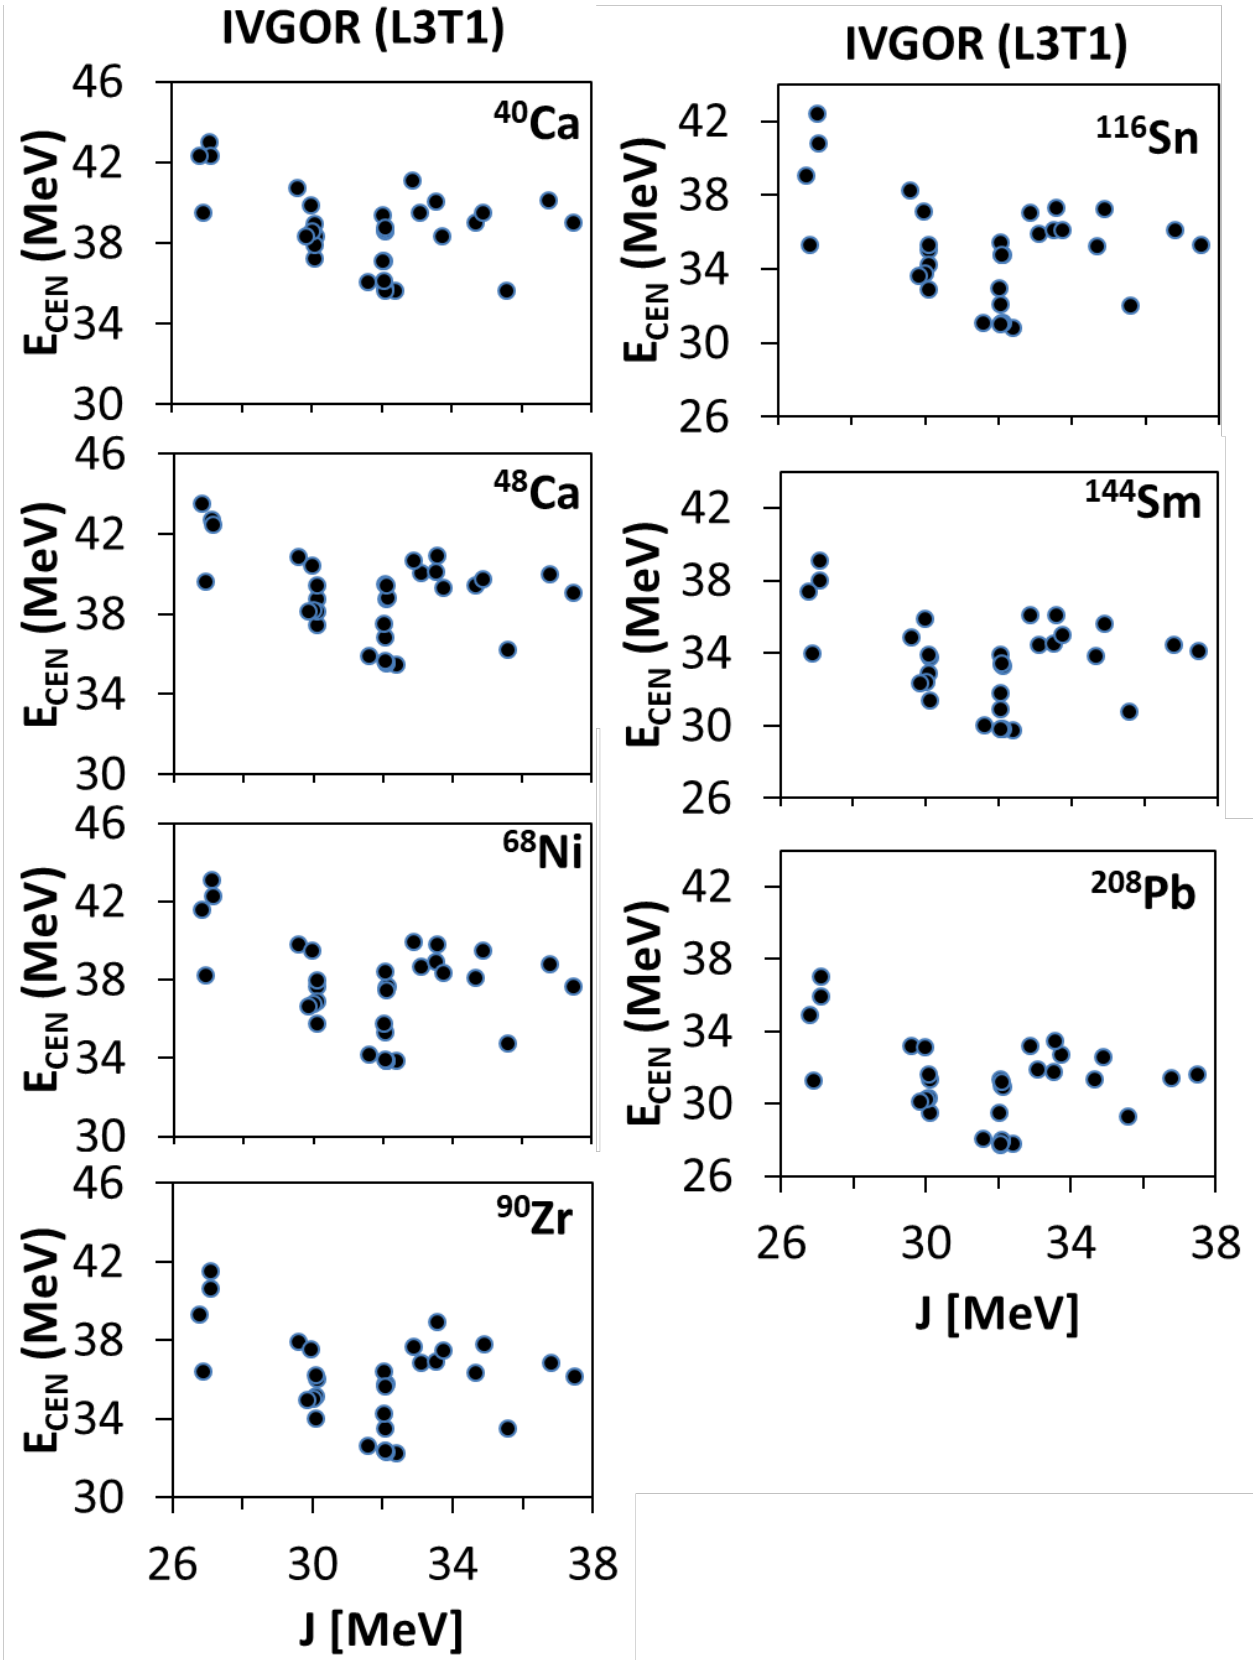 IVGOR (L3T1)
46
42
38
34
30
E_CEN (MeV)
⁴⁰Ca
46
42
38
34
30
E_CEN (MeV)
⁴⁸Ca
46
42
38
34
30
E_CEN (MeV)
⁶⁸Ni
46
42
38
34
30
E_CEN (MeV)
⁹⁰Zr
26 30 34 38
J [MeV]
IVGOR (L3T1)
42
38
34
30
26
E_CEN (MeV)
¹¹⁶Sn
42
38
34
30
26
E_CEN (MeV)
¹⁴⁴Sm
42
38
34
30
26
E_CEN (MeV)
²⁰⁸Pb
26 30 34 38
J [MeV]